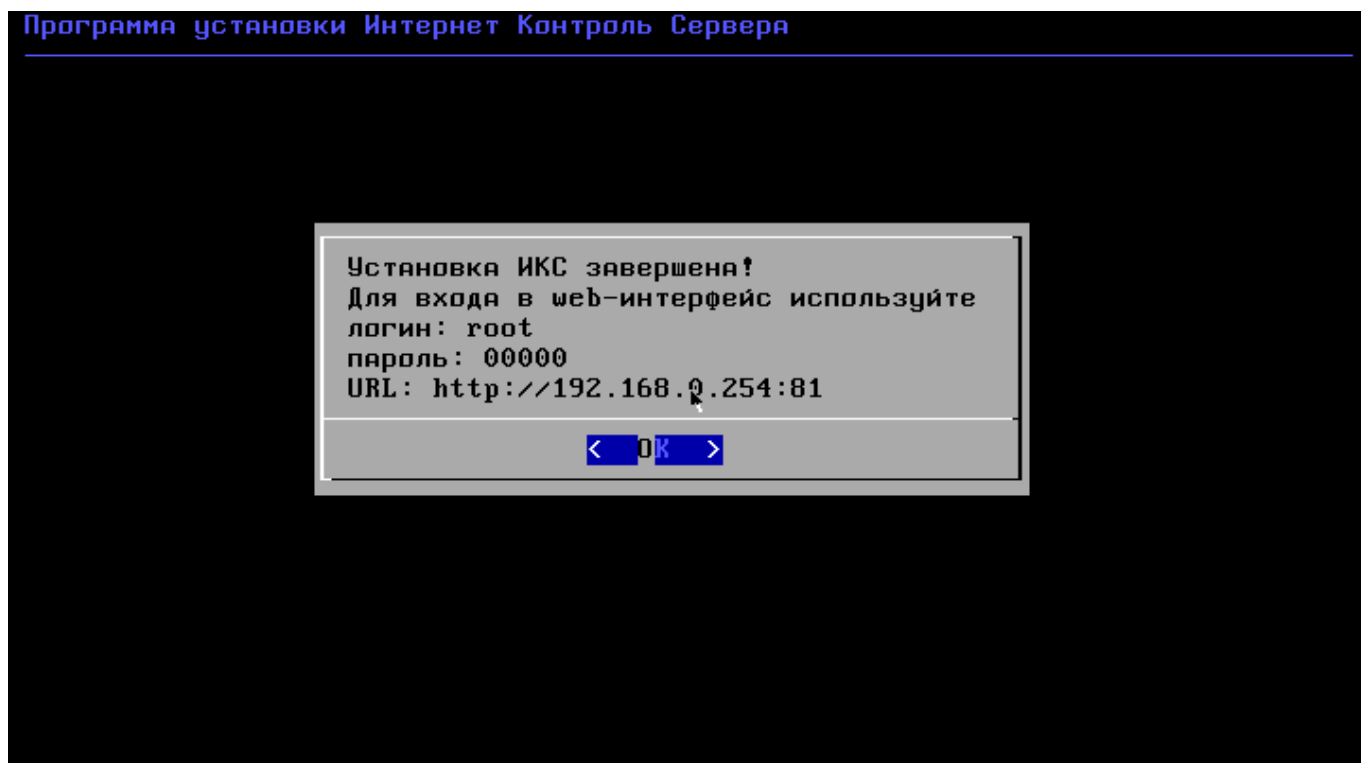 Программа установки Интернет Контроль Сервера
Установка ИКС завершена!
Для входа в web-интерфейс используйте
логин: root
пароль: 00000
URL: http://192.168.0.254:81
< OK >